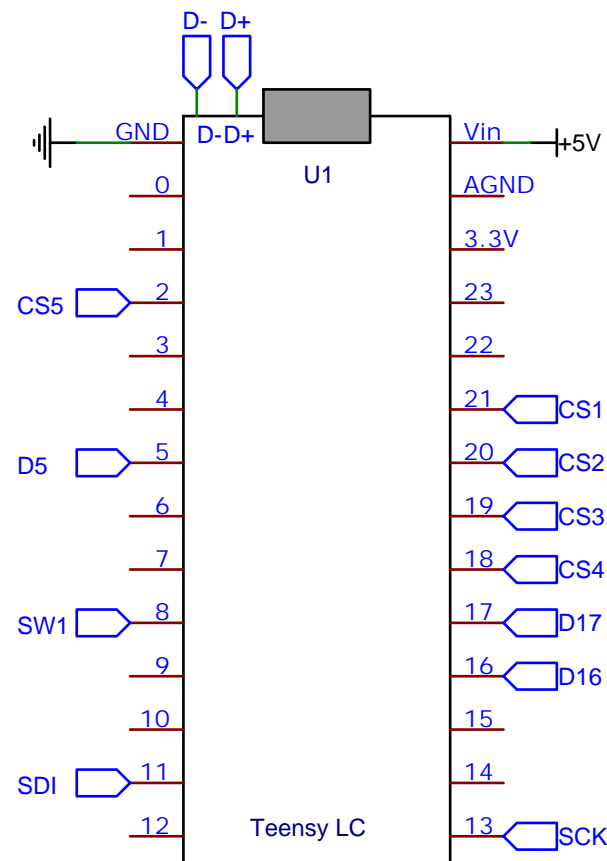 D- D+
GND D-D+ Vin +5V
U1
0 AGND
1 3.3V
CS5 2 23
3 22
4 21 CS1
D5 5 20 CS2
6 19 CS3
7 18 CS4
SW1 8 17 D17
9 16 D16
10 15
SDI 11 14
12 Teensy LC 13 SCK